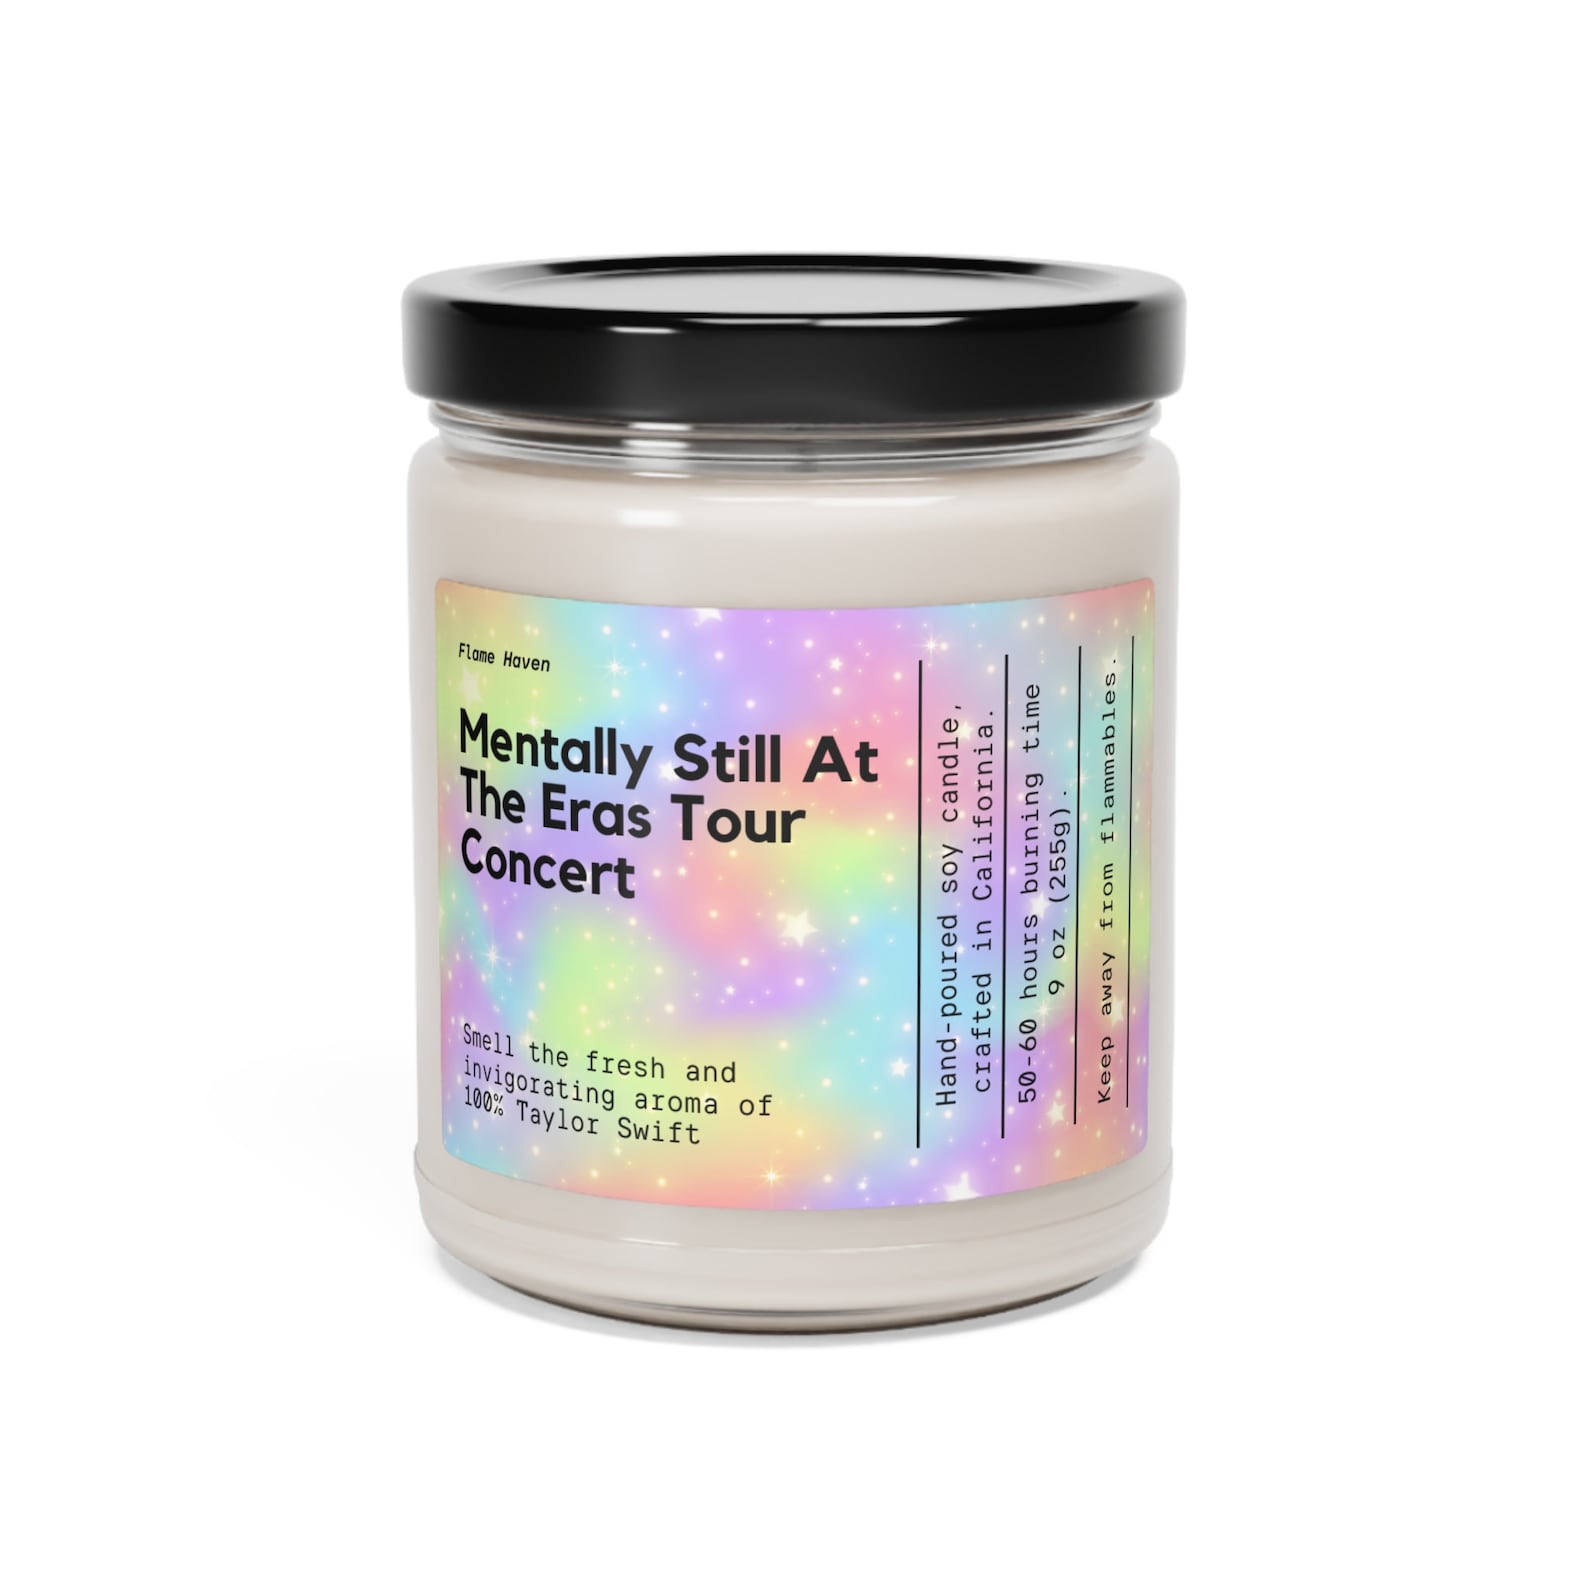 Flame Haven
Mentally Still At
The Eras Tour
Concert
Smell the fresh and
invigorating aroma of
100% Taylor Swift
Hand-poured soy candle,
crafted in California.
50-60 hours burning time
9 oz (255g).
Keep away from flammables.